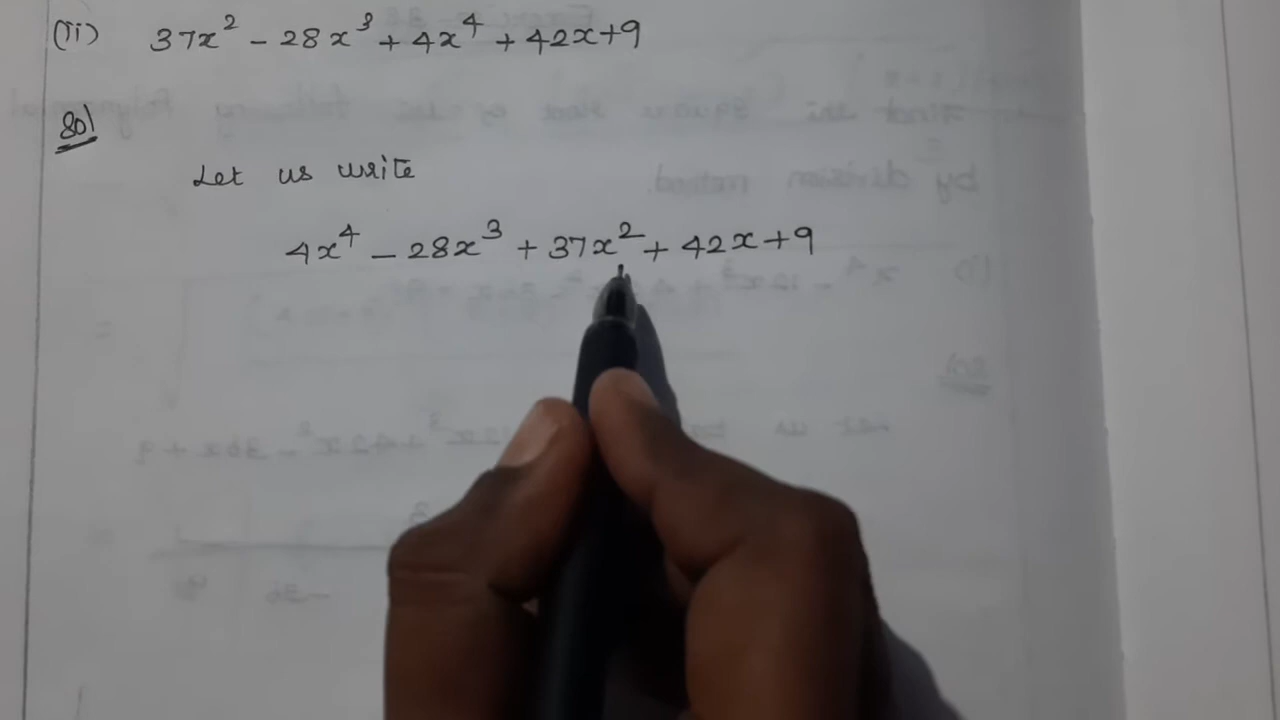 (ii) 37x² - 28x³ + 4x⁴ + 42x+9
Sol
Let us write
4x⁴ - 28x³ + 37x² + 42x+9